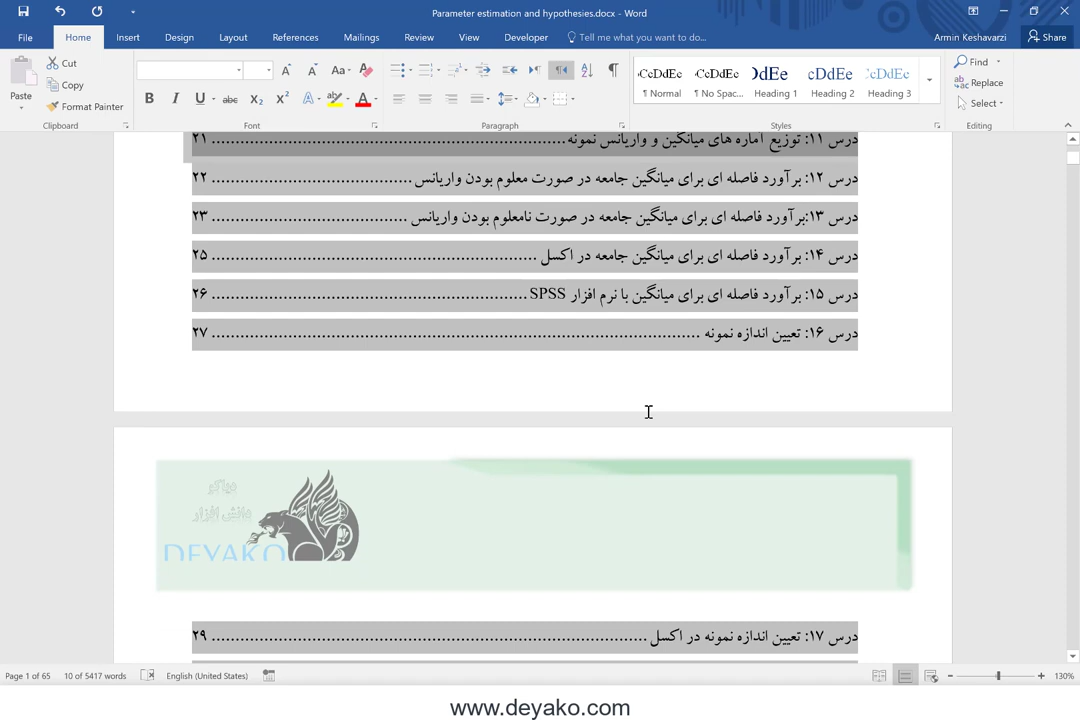 Parameter estimation and hypothesies.docx - Word
Armin Keshavarzi
Share
File Home Insert Design Layout References Mailings Review View Developer Tell me what you want to do...
Paste
Cut
Copy
Format Painter
Clipboard
Font
Paragraph
¶ Normal
¶ No Spac...
Heading 1
Heading 2
Heading 3
Styles
Find
Replace
Select
Editing
درس ۱۱: توزیع آماره های میانگین و واریانس نمونه ۲۱
درس ۱۲: برآورد فاصله ای برای میانگین جامعه در صورت معلوم بودن واریانس ۲۲
درس ۱۳:برآورد فاصله ای برای میانگین جامعه در صورت نامعلوم بودن واریانس ۲۳
درس ۱۴: برآورد فاصله ای برای میانگین جامعه در اکسل ۲۵
درس ۱۵: برآورد فاصله ای برای میانگین با نرم افزار SPSS ۲۶
درس ۱۶: تعیین اندازه نمونه ۲۷
دیاکو
دانش افزار
DEYAKO
درس ۱۷: تعیین اندازه نمونه در اکسل ۲۹
Page 1 of 65 10 of 5417 words English (United States) 130%
www.deyako.com